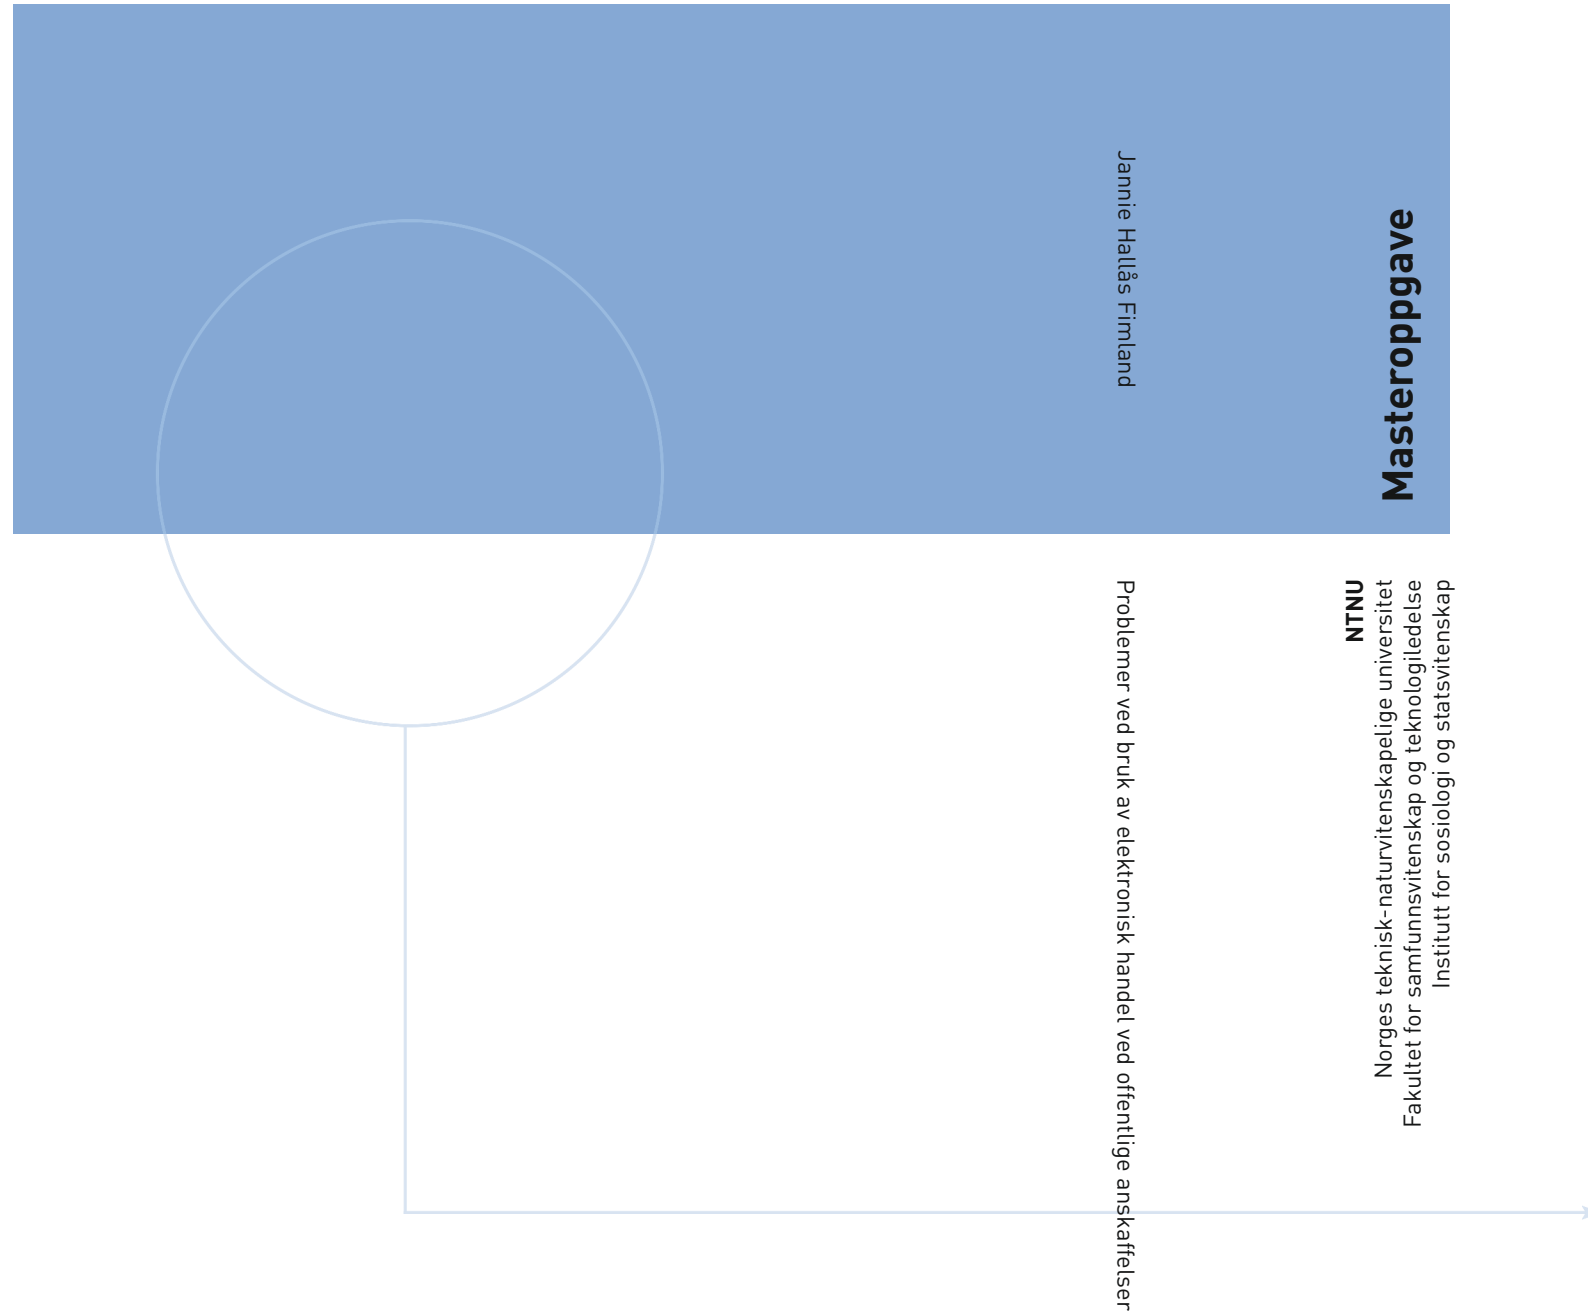 Jannie Hallås Fimland
Problemer ved bruk av elektronisk handel ved offentlige anskaffelser
Masteroppgave
NTNU
Norges teknisk-naturvitenskapelige universitet
Fakultet for samfunnsvitenskap og teknologiledelse
Institutt for sosiologi og statsvitenskap